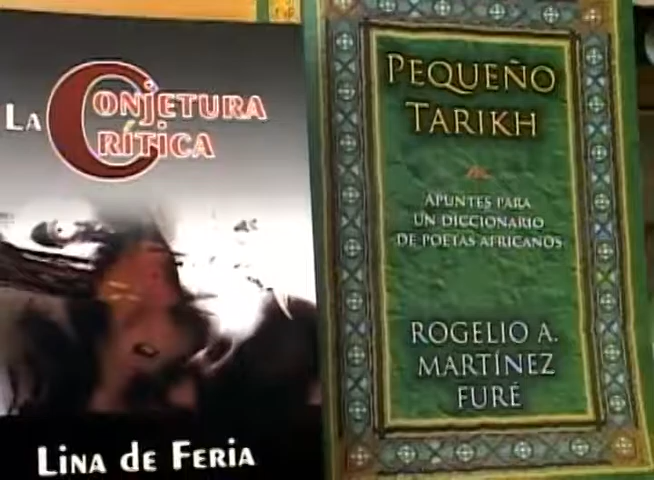 La
Conjetura
Crítica
Lina de Feria
PEQUEÑO
TARIKH
APUNTES PARA
UN DICCIONARIO
DE POETAS AFRICANOS
ROGELIO A.
MARTÍNEZ
FURÉ